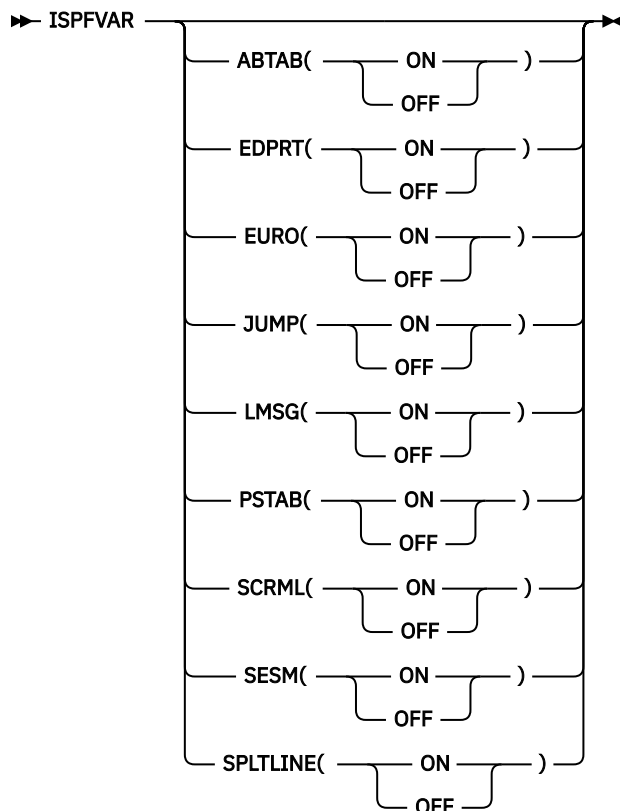 ISPFVAR
ABTAB( ON )
OFF
EDPRT( ON )
OFF
EURO( ON )
OFF
JUMP( ON )
OFF
LMSG( ON )
OFF
PSTAB( ON )
OFF
SCRML( ON )
OFF
SESM( ON )
OFF
SPLTLINE( ON )
OFF